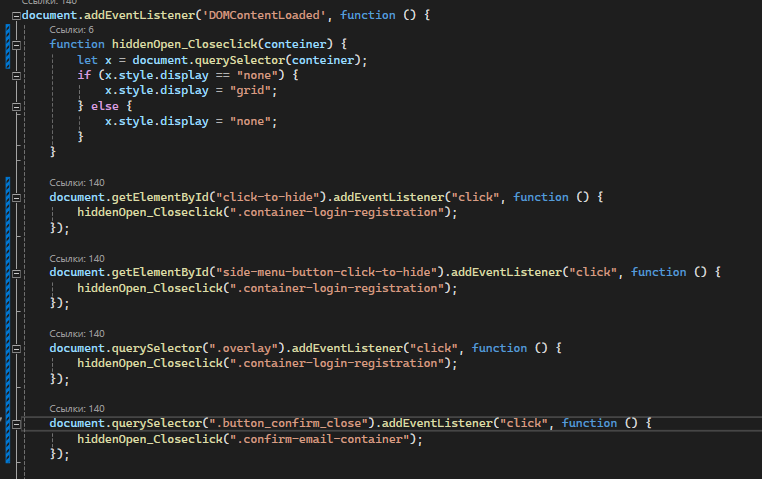 Ссылки: 140
document.addEventListener('DOMContentLoaded', function () {
Ссылки: 6
function hiddenOpen_Closeclick(conteiner) {
let x = document.querySelector(conteiner);
if (x.style.display == "none") {
x.style.display = "grid";
} else {
x.style.display = "none";
}
}
Ссылки: 140
document.getElementById("click-to-hide").addEventListener("click", function () {
hiddenOpen_Closeclick(".container-login-registration");
});
Ссылки: 140
document.getElementById("side-menu-button-click-to-hide").addEventListener("click", function () {
hiddenOpen_Closeclick(".container-login-registration");
});
Ссылки: 140
document.querySelector(".overlay").addEventListener("click", function () {
hiddenOpen_Closeclick(".container-login-registration");
});
Ссылки: 140
document.querySelector(".button_confirm_close").addEventListener("click", function () {
hiddenOpen_Closeclick(".confirm-email-container");
});